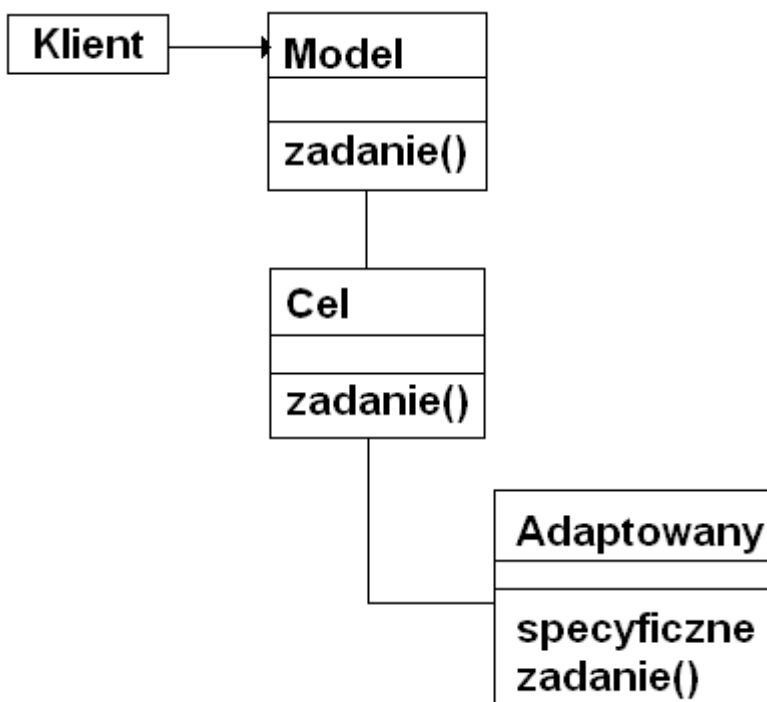 Klient
Model
zadanie()
Cel
zadanie()
Adaptowany
specyficzne
zadanie()